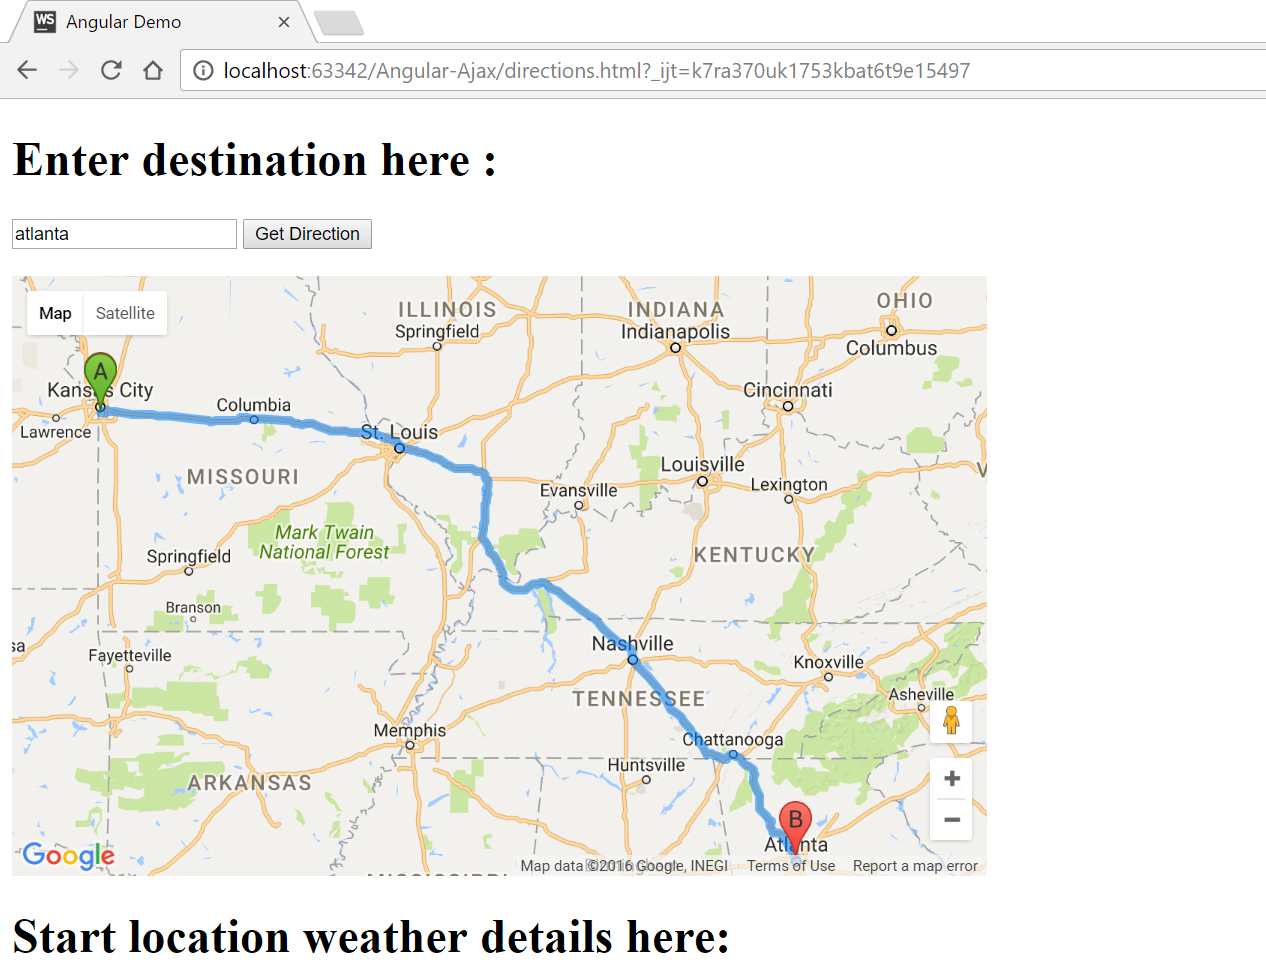 WS Angular Demo
localhost:63342/Angular-Ajax/directions.html?_ijt=k7ra370uk1753kbat6t9e15497
Enter destination here :
atlanta Get Direction
Map Satellite
ILLINOIS INDIANA OHIO
Springfield Indianapolis
Columbus
A
Kansas City Cincinnati
Columbia
Lawrence St. Louis
MISSOURI Louisville
Evansville Lexington
Mark Twain
National Forest
KENTUCKY
Springfield
Branson
Nashville
Fayetteville Knoxville
TENNESSEE Asheville
Memphis Chattanooga
Huntsville
ARKANSAS
B
Atlanta
Google
Map data ©2016 Google, INEGI Terms of Use Report a map error
Start location weather details here: